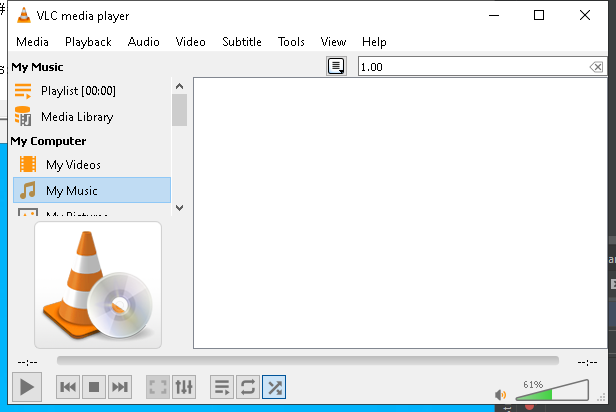 #
VLC media player
Media Playback Audio Video Subtitle Tools View Help
My Music
1.00
Playlist [00:00]
Media Library
My Computer
My Videos
My Music
My Pictures
--:-- --:--
61%